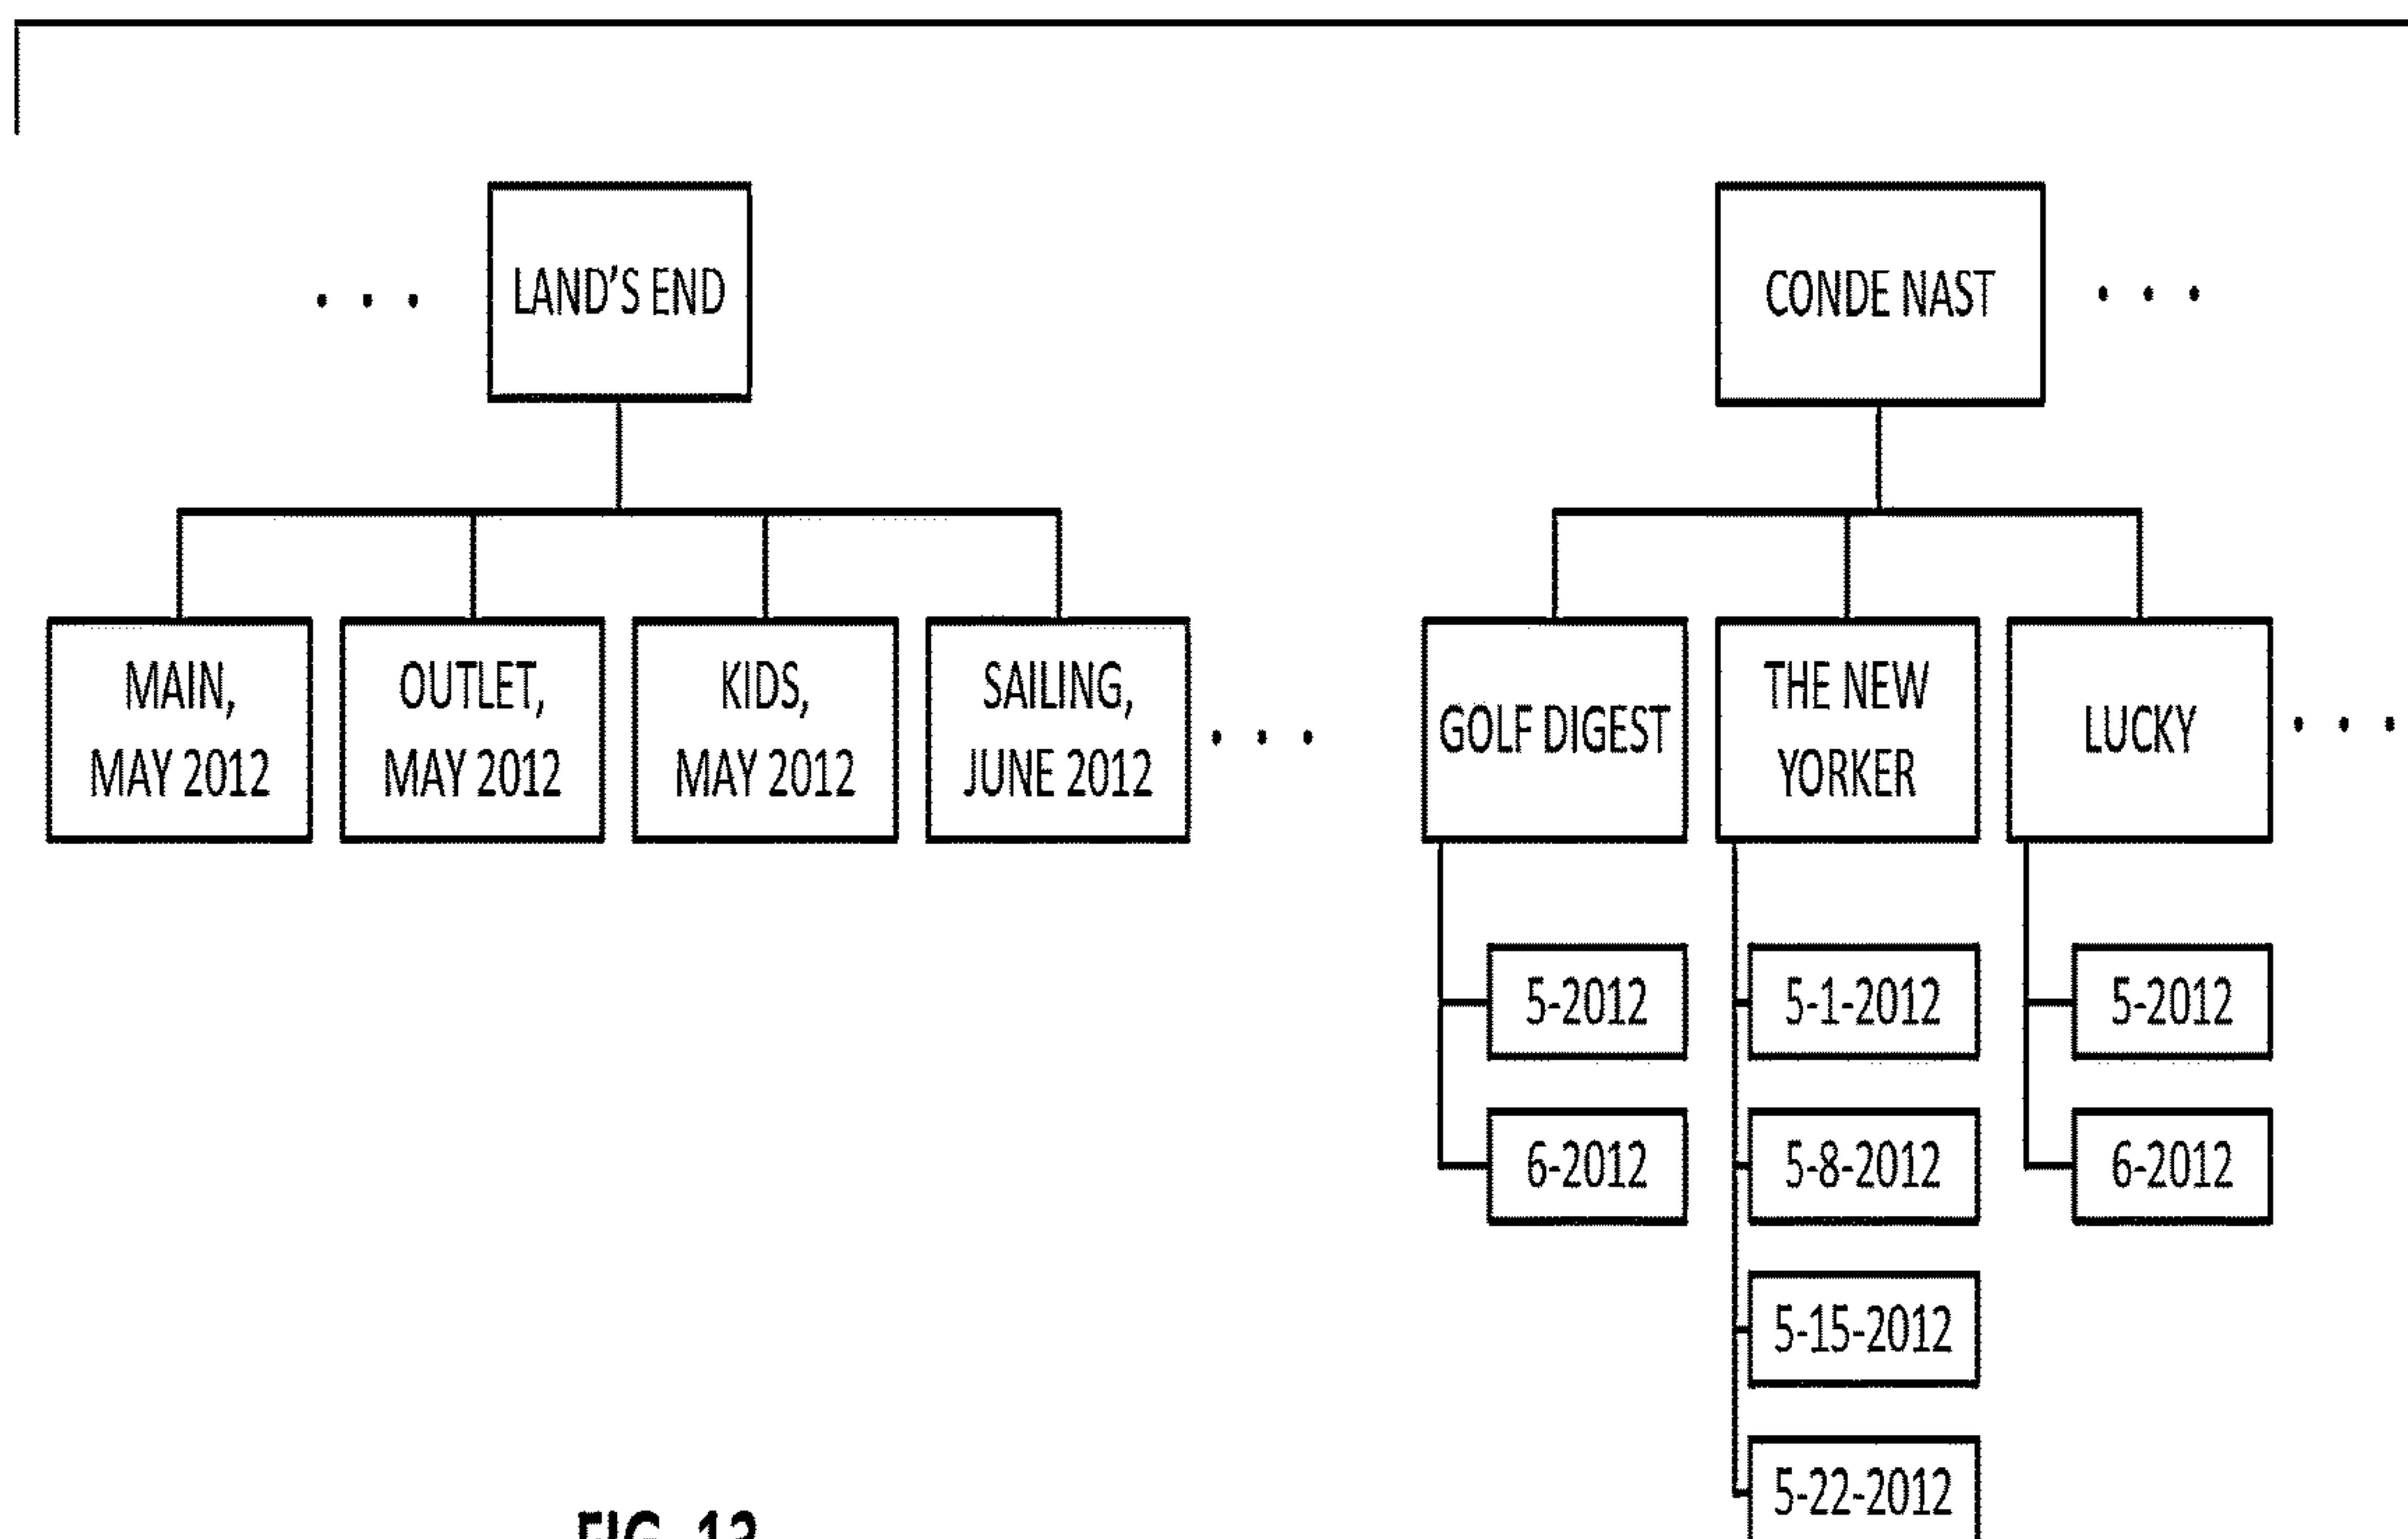 LAND'S END
CONDE NAST
MAIN,
MAY 2012
OUTLET,
MAY 2012
KIDS,
MAY 2012
SAILING,
JUNE 2012
GOLF DIGEST
THE NEW
YORKER
LUCKY
5-2012
6-2012
5-1-2012
5-8-2012
5-15-2012
5-22-2012
5-2012
6-2012
FIG.